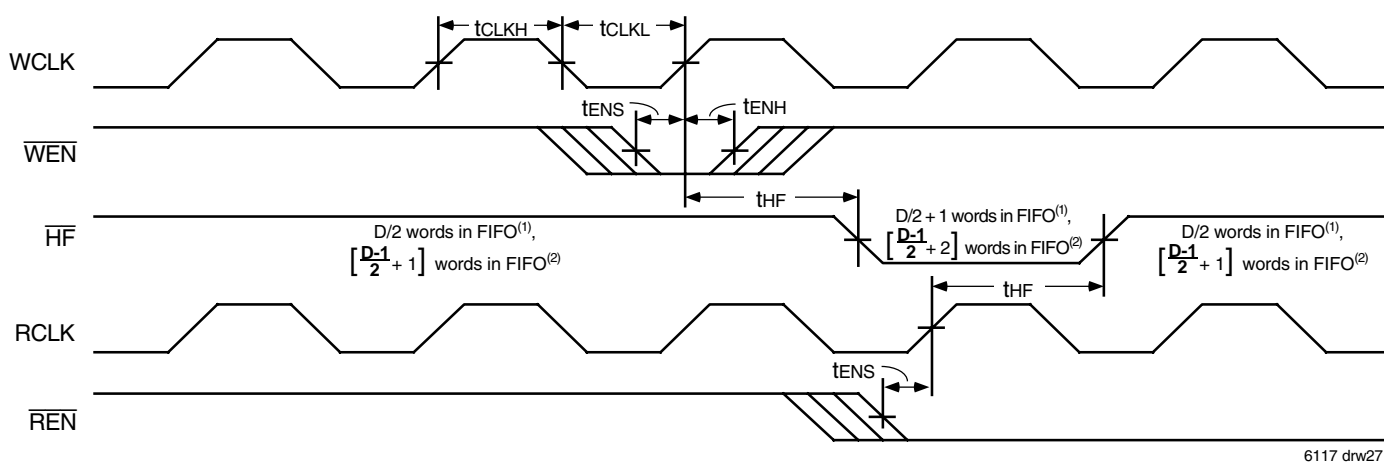 tCLKH tCLKL
WCLK
tENS tENH
WEN
tHF
HF
D/2 words in FIFO(1),
[D-1/2 + 1] words in FIFO(2)
D/2 + 1 words in FIFO(1),
[D-1/2 + 2] words in FIFO(2)
D/2 words in FIFO(1),
[D-1/2 + 1] words in FIFO(2)
tHF
RCLK
tENS
REN
6117 drw27